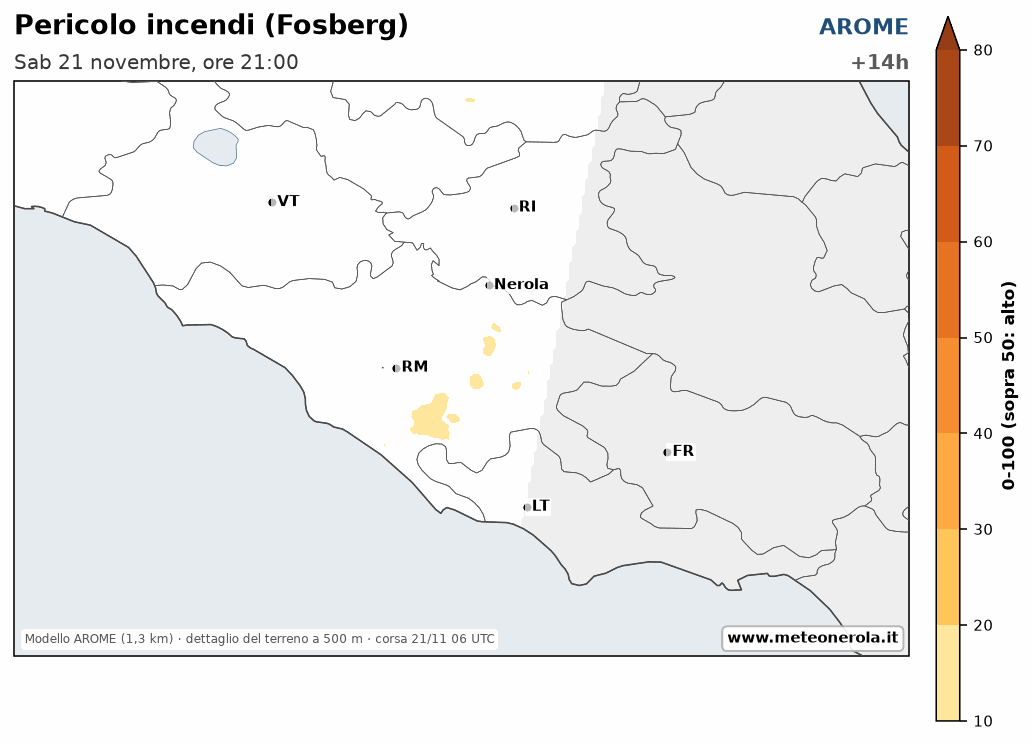 Pericolo incendi (Fosberg)
AROME
Sab 21 novembre, ore 21:00
+14h
VT
RI
Nerola
RM
FR
LT
80
70
60
50
40
30
20
10
0-100 (sopra 50: alto)
Modello AROME (1,3 km) · dettaglio del terreno a 500 m · corsa 21/11 06 UTC
www.meteonerola.it